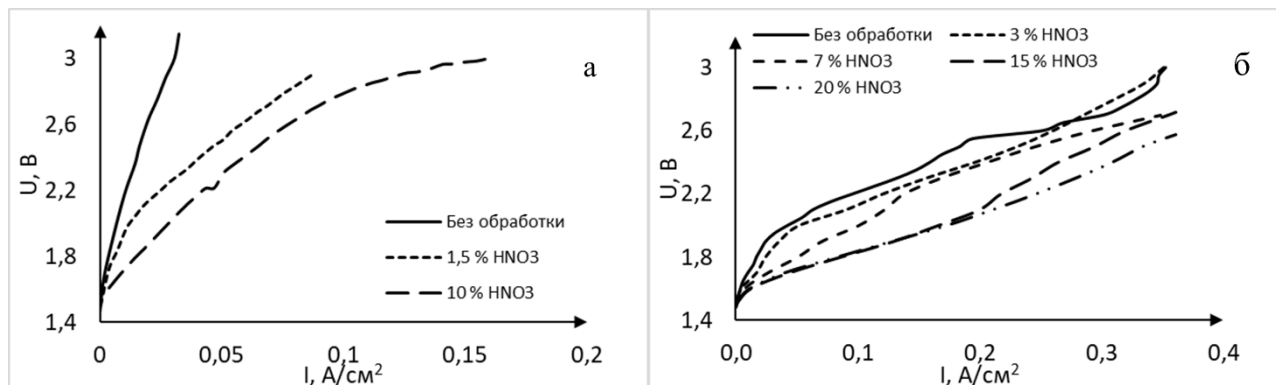 а
3
2,6
2,2
1,8
1,4
U, В
Без обработки
1,5 % HNO3
10 % HNO3
0 0,05 0,1 0,15 0,2
I, А/см²
б
Без обработки 3 % HNO3
7 % HNO3 15 % HNO3
20 % HNO3
3
2,6
2,2
1,8
1,4
U, В
0,0 0,1 0,2 0,3 0,4
I, А/см²